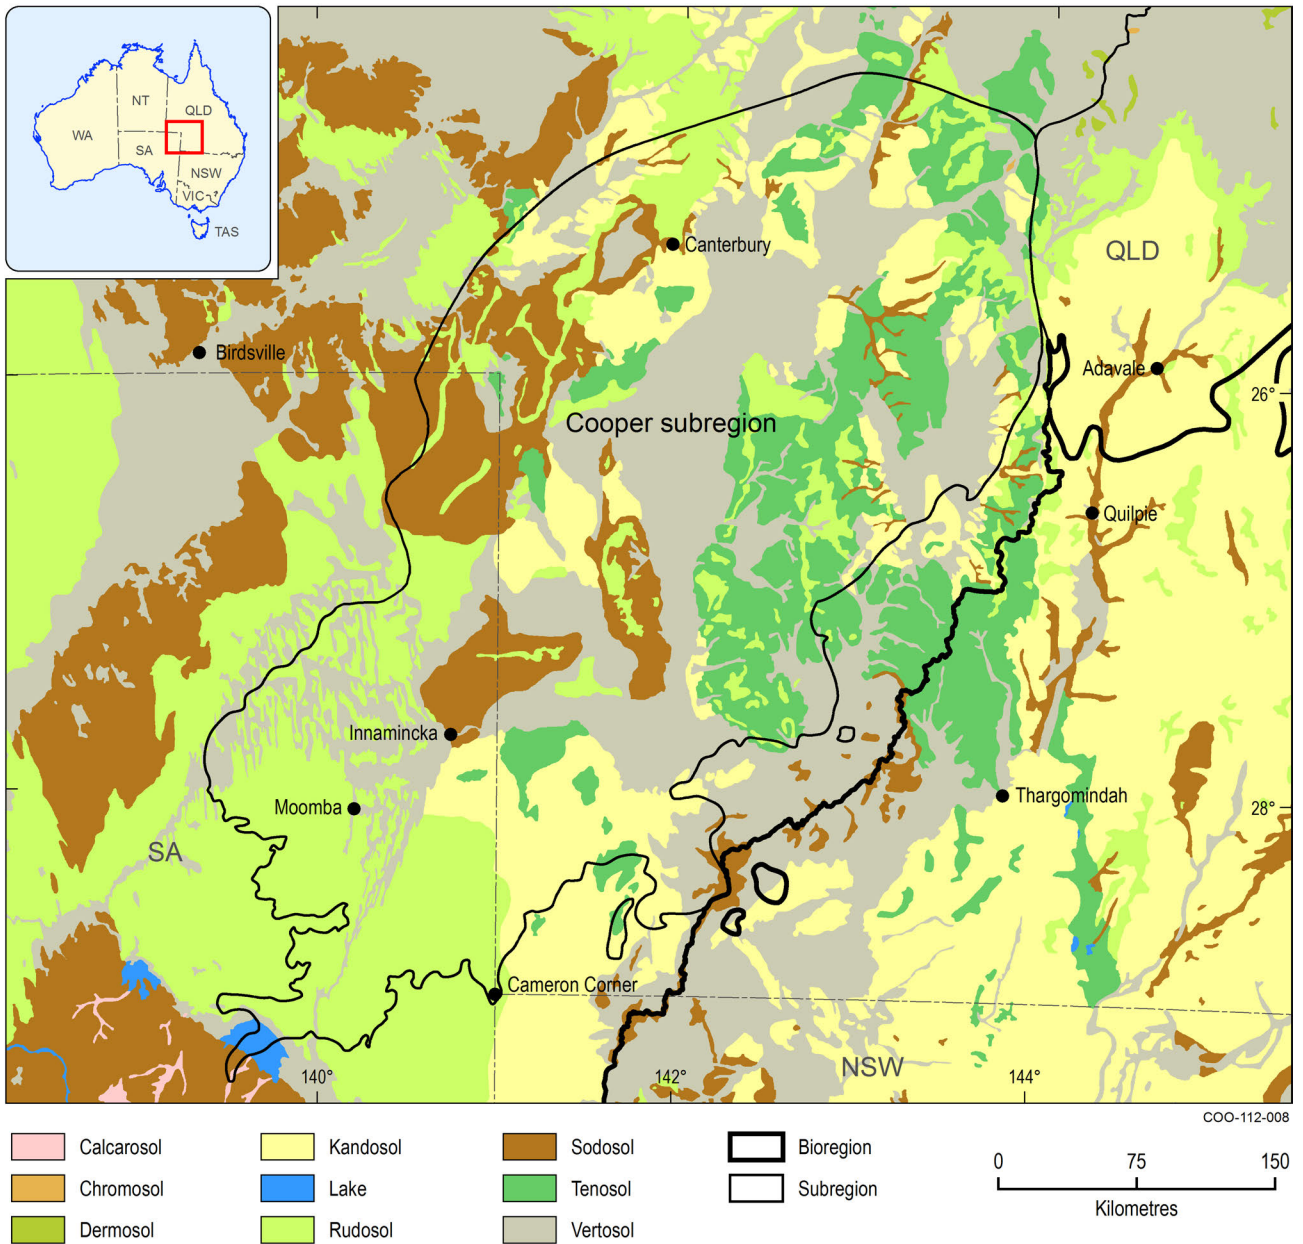 NT
QLD
WA
SA
NSW
VIC
TAS
Canterbury
QLD
Birdsville
Adavale
26°
Cooper subregion
Quilpie
Innamincka
Moomba
Thargomindah
28°
SA
Cameron Corner
NSW
140°
142°
144°
COO-112-008
Calcarosol
Kandosol
Sodosol
Bioregion
0 75 150
Chromosol
Lake
Tenosol
Subregion
Kilometres
Dermosol
Rudosol
Vertosol